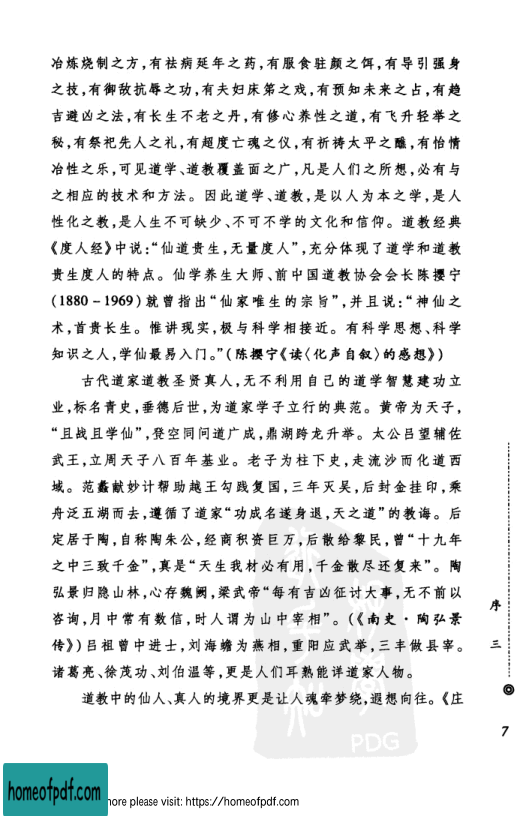 冶炼烧制之方,有祛病延年之药,有服食驻颜之饵,有导引强身
之技,有御敌抗辱之功,有夫妇床笫之戏,有预知未来之占,有趋
吉避凶之法,有长生不老之丹,有修心养性之道,有飞升轻举之
秘,有祭祀先人之礼,有超度亡魂之仪,有祈祷太平之醮,有怡情
冶性之乐,可见道学、道教覆盖面之广,凡是人们之所想,必有与
之相应的技术和方法。因此道学、道教,是以人为本之学,是人
性化之教,是人生不可缺少、不可不学的文化和信仰。道教经典
《度人经》中说:“仙道贵生,无量度人”,充分体现了道学和道教
贵生度人的特点。仙学养生大师、前中国道教协会会长陈撄宁
(1880-1969)就曾指出“仙家唯生的宗旨”,并且说:“神仙之
术,首贵长生。惟讲现实,极与科学相接近。有科学思想、科学
知识之人,学仙最易入门。”(陈撄宁《读〈化声自叙〉的感想》)
古代道家道教圣贤真人,无不利用自己的道学智慧建功立
业,标名青史,垂德后世,为道家学子立行的典范。黄帝为天子,
“且战且学仙”,登空同问道广成,鼎湖跨龙升举。太公吕望辅佐
武王,立周天子八百年基业。老子为柱下史,走流沙而化道西
域。范蠡献妙计帮助越王勾践复国,三年灭吴,后封金挂印,乘
舟泛五湖而去,遵循了道家“功成名遂身退,天之道”的教诲。后
定居于陶,自称陶朱公,经商积资巨万,后散给黎民,曾“十九年
之中三致千金”,真是“天生我材必有用,千金散尽还复来”。陶
弘景归隐山林,心存魏阙,梁武帝“每有吉凶征讨大事,无不前以
咨询,月中常有数信,时人谓为山中宰相”。(《南史·陶弘景
传》)吕祖曾中进士,刘海蟾为燕相,重阳应武举,三丰做县宰。
诸葛亮、徐茂功、刘伯温等,更是人们耳熟能详道家人物。
道教中的仙人、真人的境界更是让人魂牵梦绕,遐想向往。《庄
序
三
7
PDG
homeofpdf.com
more please visit: https://homeofpdf.com